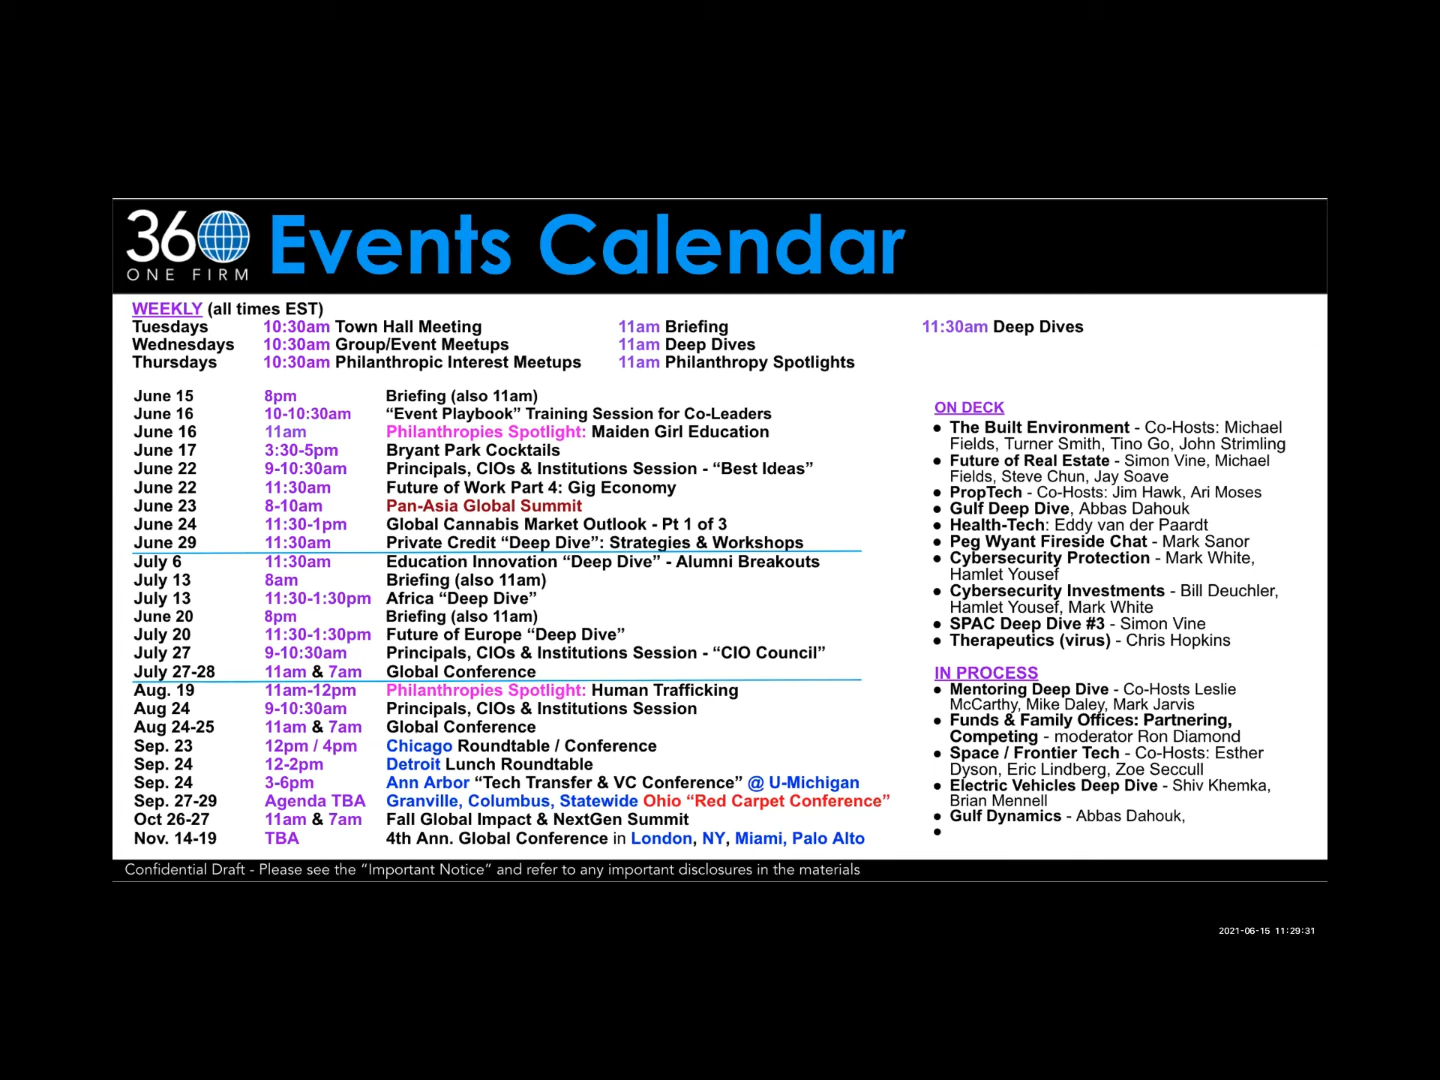 360
ONE FIRM
Events Calendar
WEEKLY (all times EST)
Tuesdays 10:30am Town Hall Meeting 11am Briefing 11:30am Deep Dives
Wednesdays 10:30am Group/Event Meetups 11am Deep Dives
Thursdays 10:30am Philanthropic Interest Meetups 11am Philanthropy Spotlights
June 15 8pm Briefing (also 11am)
June 16 10-10:30am “Event Playbook” Training Session for Co-Leaders
June 16 11am Philanthropies Spotlight: Maiden Girl Education
June 17 3:30-5pm Bryant Park Cocktails
June 22 9-10:30am Principals, CIOs & Institutions Session - “Best Ideas”
June 22 11:30am Future of Work Part 4: Gig Economy
June 23 8-10am Pan-Asia Global Summit
June 24 11:30-1pm Global Cannabis Market Outlook - Pt 1 of 3
June 29 11:30am Private Credit “Deep Dive”: Strategies & Workshops
July 6 11:30am Education Innovation “Deep Dive” - Alumni Breakouts
July 13 8am Briefing (also 11am)
July 13 11:30-1:30pm Africa “Deep Dive”
June 20 8pm Briefing (also 11am)
July 20 11:30-1:30pm Future of Europe “Deep Dive”
July 27 9-10:30am Principals, CIOs & Institutions Session - “CIO Council”
July 27-28 11am & 7am Global Conference
Aug. 19 11am-12pm Philanthropies Spotlight: Human Trafficking
Aug 24 9-10:30am Principals, CIOs & Institutions Session
Aug 24-25 11am & 7am Global Conference
Sep. 23 12pm / 4pm Chicago Roundtable / Conference
Sep. 24 12-2pm Detroit Lunch Roundtable
Sep. 24 3-6pm Ann Arbor “Tech Transfer & VC Conference” @ U-Michigan
Sep. 27-29 Agenda TBA Granville, Columbus, Statewide Ohio “Red Carpet Conference”
Oct 26-27 11am & 7am Fall Global Impact & NextGen Summit
Nov. 14-19 TBA 4th Ann. Global Conference in London, NY, Miami, Palo Alto
ON DECK
● The Built Environment - Co-Hosts: Michael
Fields, Turner Smith, Tino Go, John Strimling
● Future of Real Estate - Simon Vine, Michael
Fields, Steve Chun, Jay Soave
● PropTech - Co-Hosts: Jim Hawk, Ari Moses
● Gulf Deep Dive, Abbas Dahouk
● Health-Tech: Eddy van der Paardt
● Peg Wyant Fireside Chat - Mark Sanor
● Cybersecurity Protection - Mark White,
Hamlet Yousef
● Cybersecurity Investments - Bill Deuchler,
Hamlet Yousef, Mark White
● SPAC Deep Dive #3 - Simon Vine
● Therapeutics (virus) - Chris Hopkins
IN PROCESS
● Mentoring Deep Dive - Co-Hosts Leslie
McCarthy, Mike Daley, Mark Jarvis
● Funds & Family Offices: Partnering,
Competing - moderator Ron Diamond
● Space / Frontier Tech - Co-Hosts: Esther
Dyson, Eric Lindberg, Zoe Seccull
● Electric Vehicles Deep Dive - Shiv Khemka,
Brian Mennell
● Gulf Dynamics - Abbas Dahouk,
●
Confidential Draft - Please see the “Important Notice” and refer to any important disclosures in the materials
2021-06-15 11:29:31